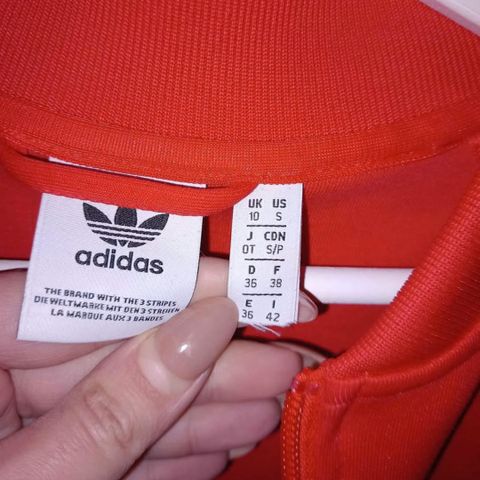 adidas
THE BRAND WITH THE 3 STRIPES
DIE WELTMARKE MIT DEN 3 STREIFEN
LA MARQUE AUX 3 BANDES
UK US
10 S
J CDN
OT S/P
D F
36 38
E I
36 42